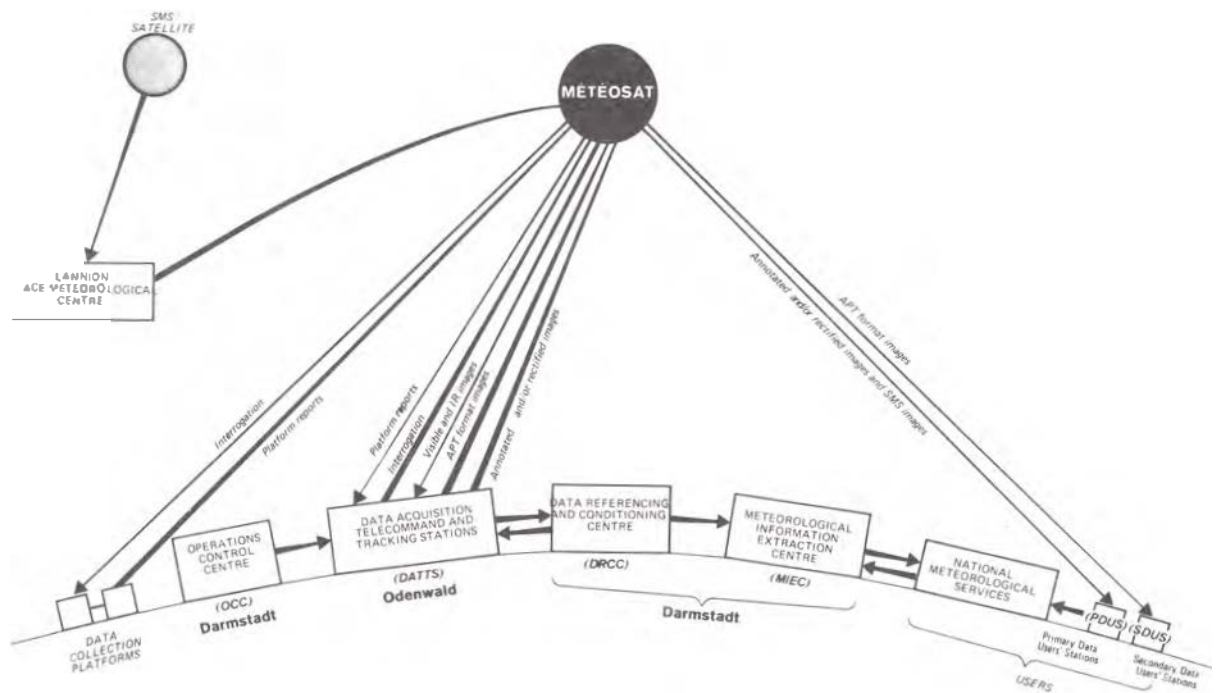 SMS
SATELLITE
METEOSAT
LANNION
ACE METEOROLOGICAL
CENTRE
Interrogation
Platform reports
Platform reports
Interrogation
Visible and IR images
APT format images
Annotated and/or rectified images
APT format images
Annotated and/or rectified images and SMS images
DATA
COLLECTION
PLATFORMS
OPERATIONS
CONTROL
CENTRE
(OCC)
Darmstadt
DATA ACQUISITION
TELECOMMAND AND
TRACKING STATIONS
(DATTS)
Odenwald
DATA REFERENCING
AND CONDITIONING
CENTRE
(DRCC)
METEOROLOGICAL
INFORMATION
EXTRACTION
CENTRE
(MIEC)
Darmstadt
NATIONAL
METEOROLOGICAL
SERVICES
(PDUS)
(SDUS)
Primary Data
Users' Stations
Secondary Data
Users' Stations
USERS